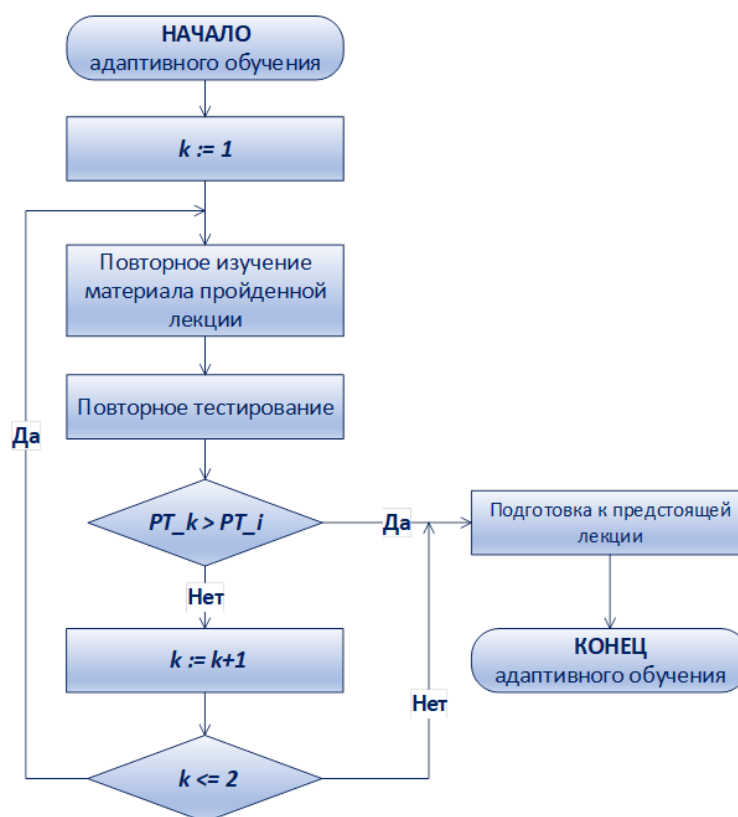 НАЧАЛО
адаптивного обучения
k := 1
Повторное изучение
материала пройденной
лекции
Повторное тестирование
Да
PT_k > PT_i
Да
Подготовка к предстоящей
лекции
Нет
k := k+1
КОНЕЦ
адаптивного обучения
Нет
k <= 2